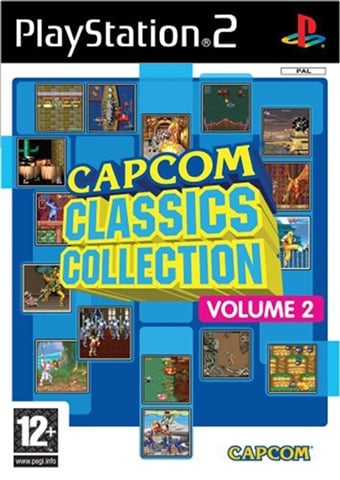 PlayStation®2
PAL
CAPCOM
CLASSICS
COLLECTION
VOLUME 2
12+
www.pegi.info
CAPCOM